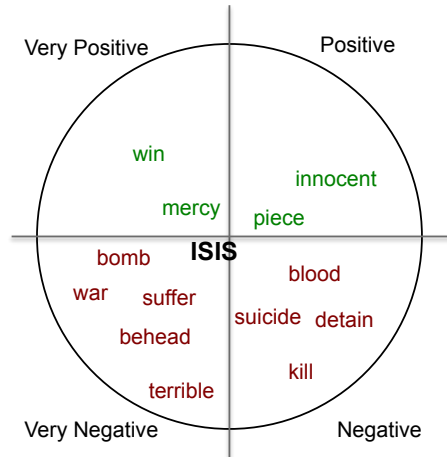 Very Positive
Positive
win
innocent
mercy
piece
ISIS
bomb
blood
war
suffer
suicide
detain
behead
kill
terrible
Very Negative
Negative